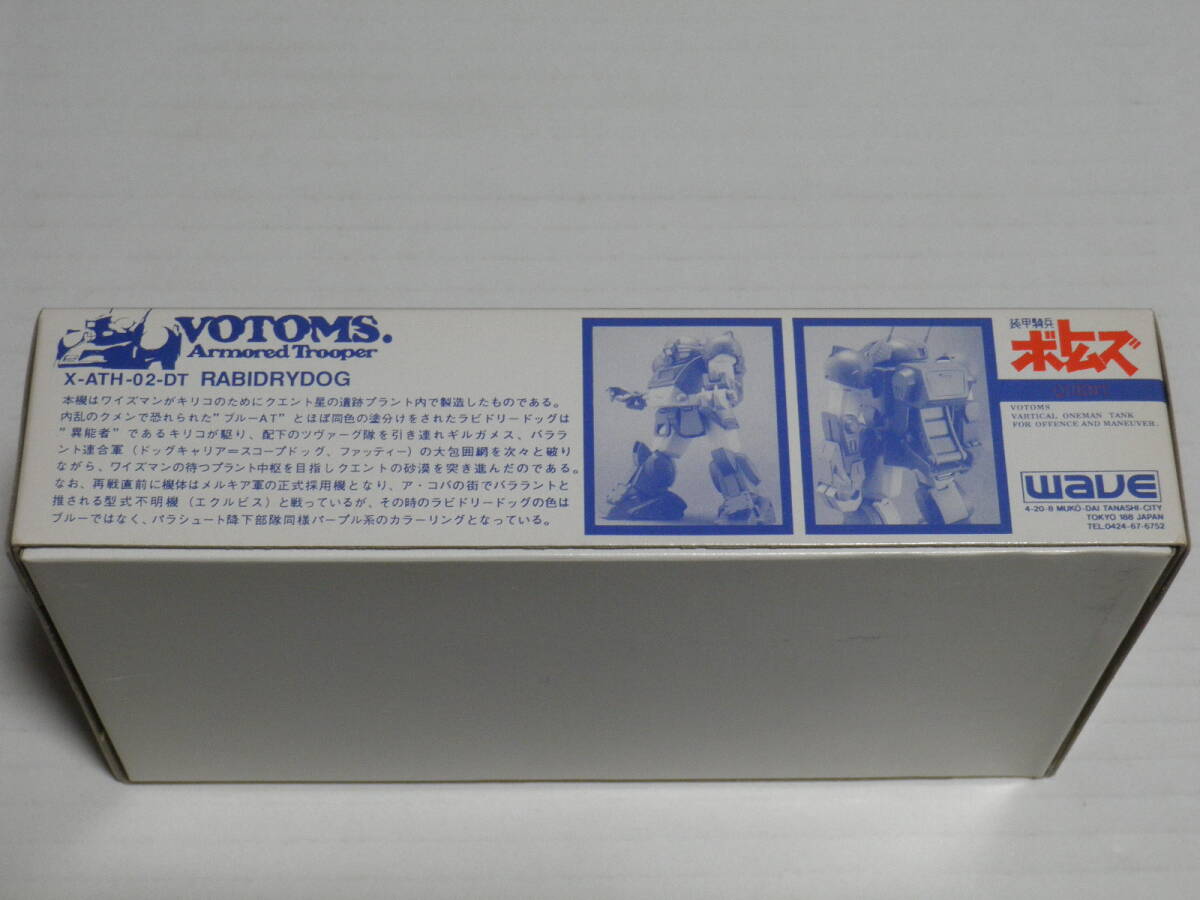 VOTOMS.
Armored Trooper
X-ATH-02-DT RABIDRYDOG
本機はワイズマンがキリコのためにクエント星の遺跡プラント内で製造したものである。
内乱のクメンで恐れられた"ブルーAT"とほぼ同色の塗分けをされたラビドリードッグは
"異能者"であるキリコが駆り、配下のツヴァーグ隊を引き連れギルガメス、バララ
ント連合軍(ドッグキャリア=スコープドッグ、ファッティー)の大包囲網を次々と破り
ながら、ワイズマンの待つプラント中枢を目指しクエントの砂漠を突き進んだのである。
なお、再戦直前に機体はメルキア軍の正式採用機となり、ア・コバの街でバララントと
推される型式不明機(エクルビス)と戦っているが、その時のラビドリードッグの色は
ブルーではなく、パラシュート降下部隊同様パープル系のカラーリングとなっている。
装甲騎兵
ボトムズ
QUENT
VOTOMS
VARTICAL ONEMAN TANK
FOR OFFENCE AND MANEUVER.
WAVE
4-20-8 MUKŌ-DAI TANASHI-CITY
TOKYO 188 JAPAN
TEL.0424-67-6752